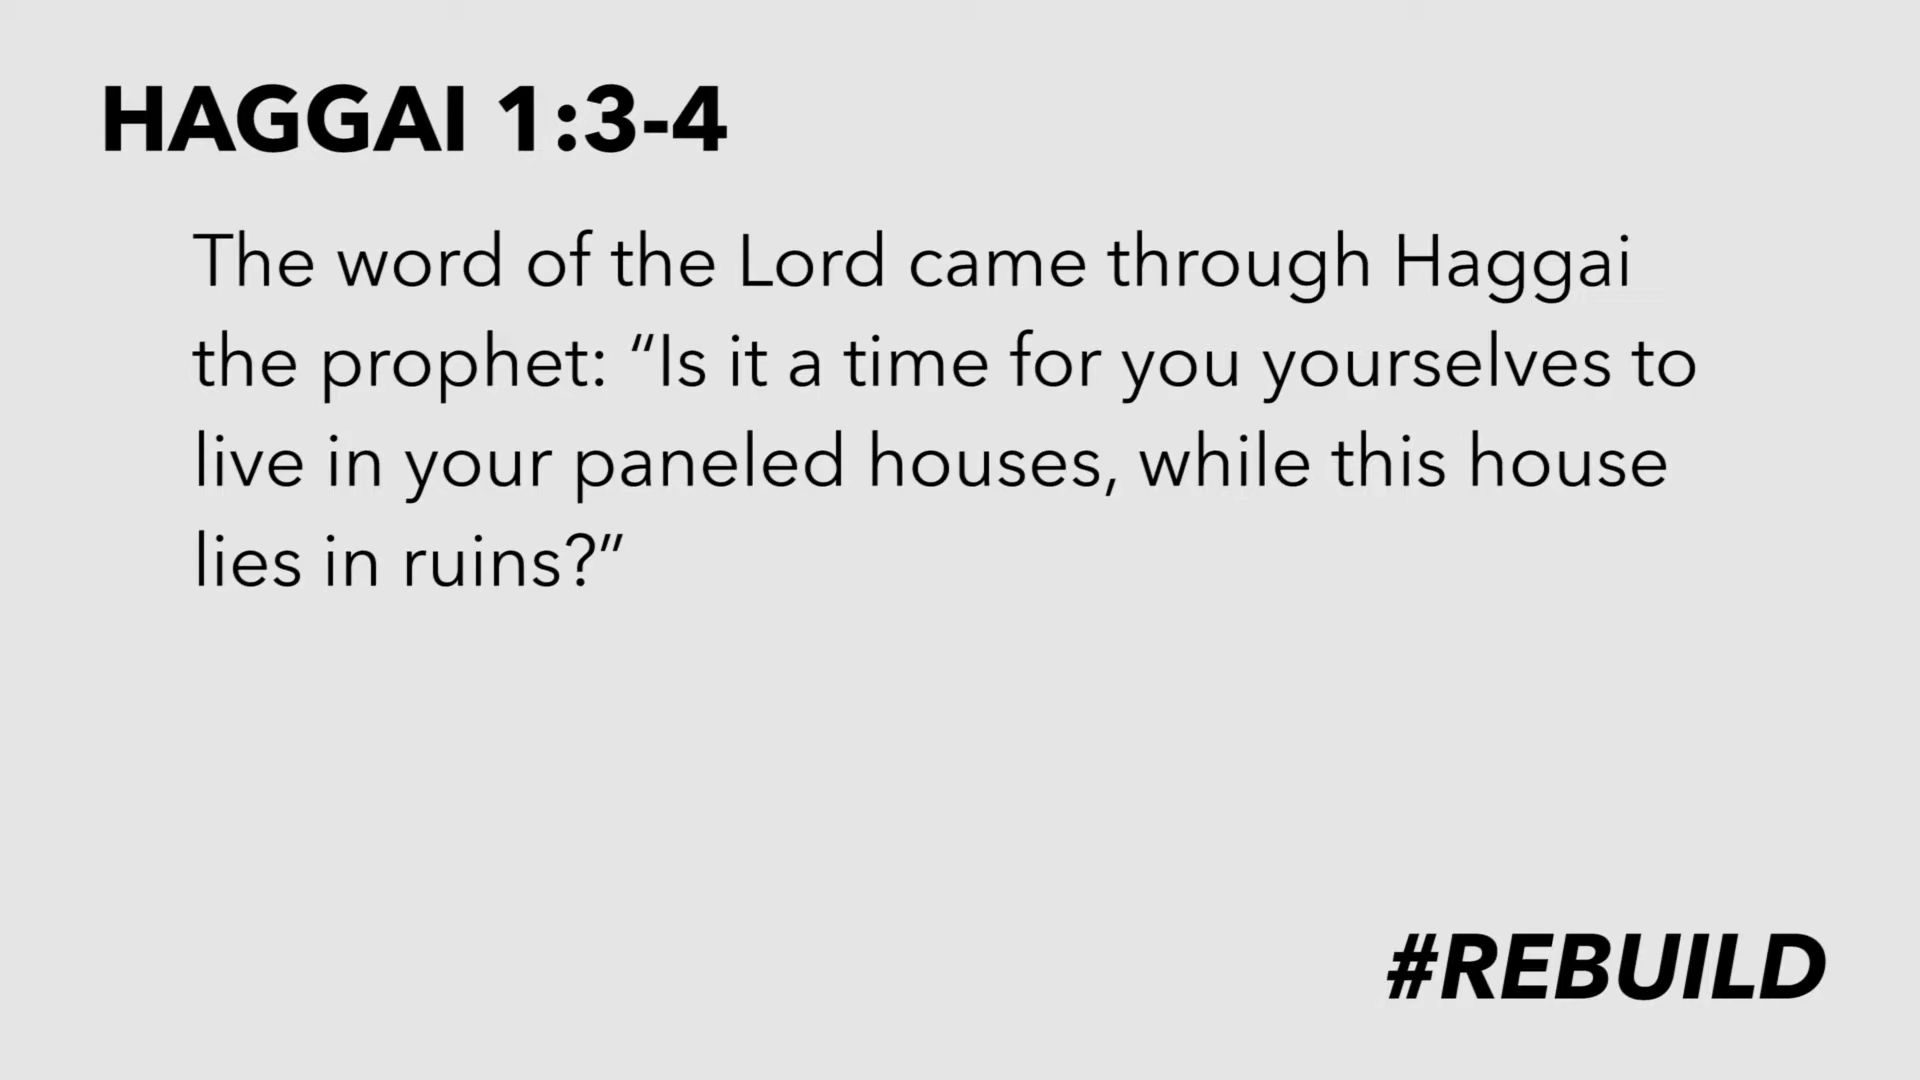 HAGGAI 1:3-4
The word of the Lord came through Haggai
the prophet: “Is it a time for you yourselves to
live in your paneled houses, while this house
lies in ruins?”
#REBUILD